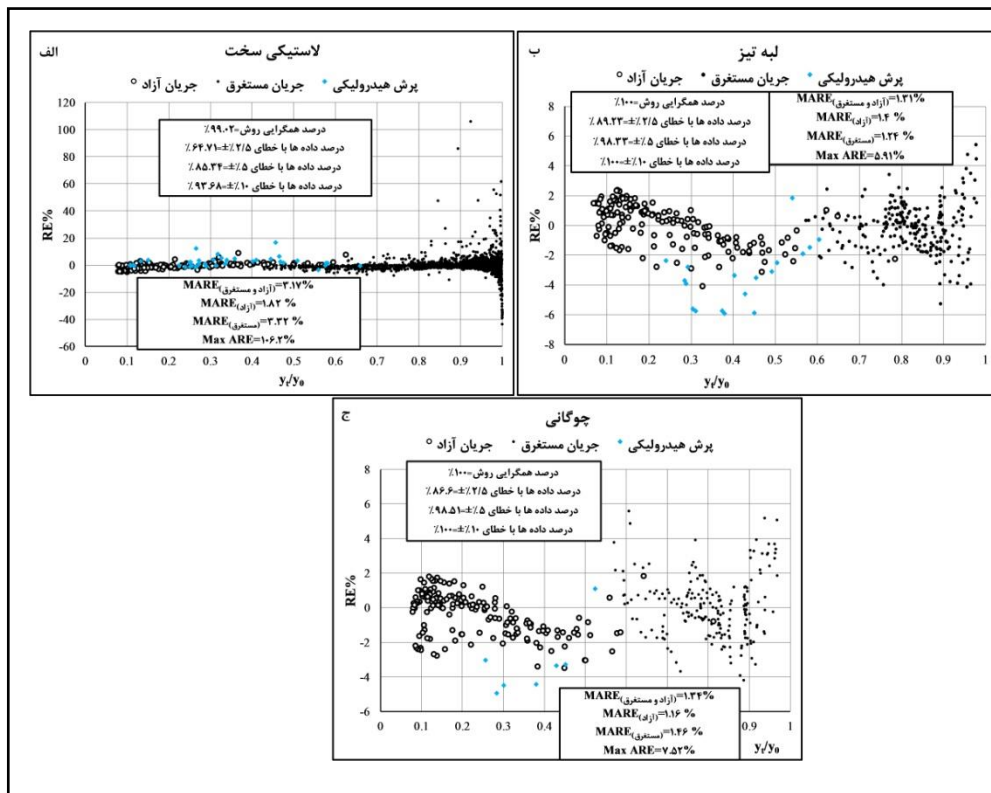 الف
لاستیکی سخت
جریان آزاد
جریان مستغرق
پرش هیدرولیکی
درصد همگرایی روش=۹۹.۰۲٪
درصد داده ها با خطای ۲/۵٪±=۶۴.۷۱٪
درصد داده ها با خطای ۵٪±=۸۵.۳۴٪
درصد داده ها با خطای ۱۰٪±=۹۳.۶۸٪
MARE(آزاد و مستغرق)=۳.۱۷%
MARE(آزاد)=۱.۸۲ %
MARE(مستغرق)=۳.۳۲ %
Max ARE=۱۰۶.۲%
RE%
120
100
80
60
40
20
0
-20
-40
-60
0 0.1 0.2 0.3 0.4 0.5 0.6 0.7 0.8 0.9 1
yt/y0
ب
لبه تیز
جریان آزاد
جریان مستغرق
پرش هیدرولیکی
درصد همگرایی روش=۱۰۰٪
درصد داده ها با خطای ۲/۵٪±=۸۹.۲۳٪
درصد داده ها با خطای ۵٪±=۹۸.۳۳٪
درصد داده ها با خطای ۱۰٪±=۱۰۰٪
MARE(آزاد و مستغرق)=۱.۳۱%
MARE(آزاد)=۱.۴ %
MARE(مستغرق)=۱.۲۴ %
Max ARE=۵.۹۱%
RE%
8
6
4
2
0
-2
-4
-6
-8
0 0.1 0.2 0.3 0.4 0.5 0.6 0.7 0.8 0.9 1
yt/y0
ج
چوگانی
جریان آزاد
جریان مستغرق
پرش هیدرولیکی
درصد همگرایی روش=۱۰۰٪
درصد داده ها با خطای ۲/۵٪±=۸۶.۶٪
درصد داده ها با خطای ۵٪±=۹۸.۵۱٪
درصد داده ها با خطای ۱۰٪±=۱۰۰٪
MARE(آزاد و مستغرق)=۱.۳۴%
MARE(آزاد)=۱.۱۶ %
MARE(مستغرق)=۱.۴۶ %
Max ARE=۷.۵۲%
RE%
8
6
4
2
0
-2
-4
-6
0 0.1 0.2 0.3 0.4 0.9 1
yt/y0